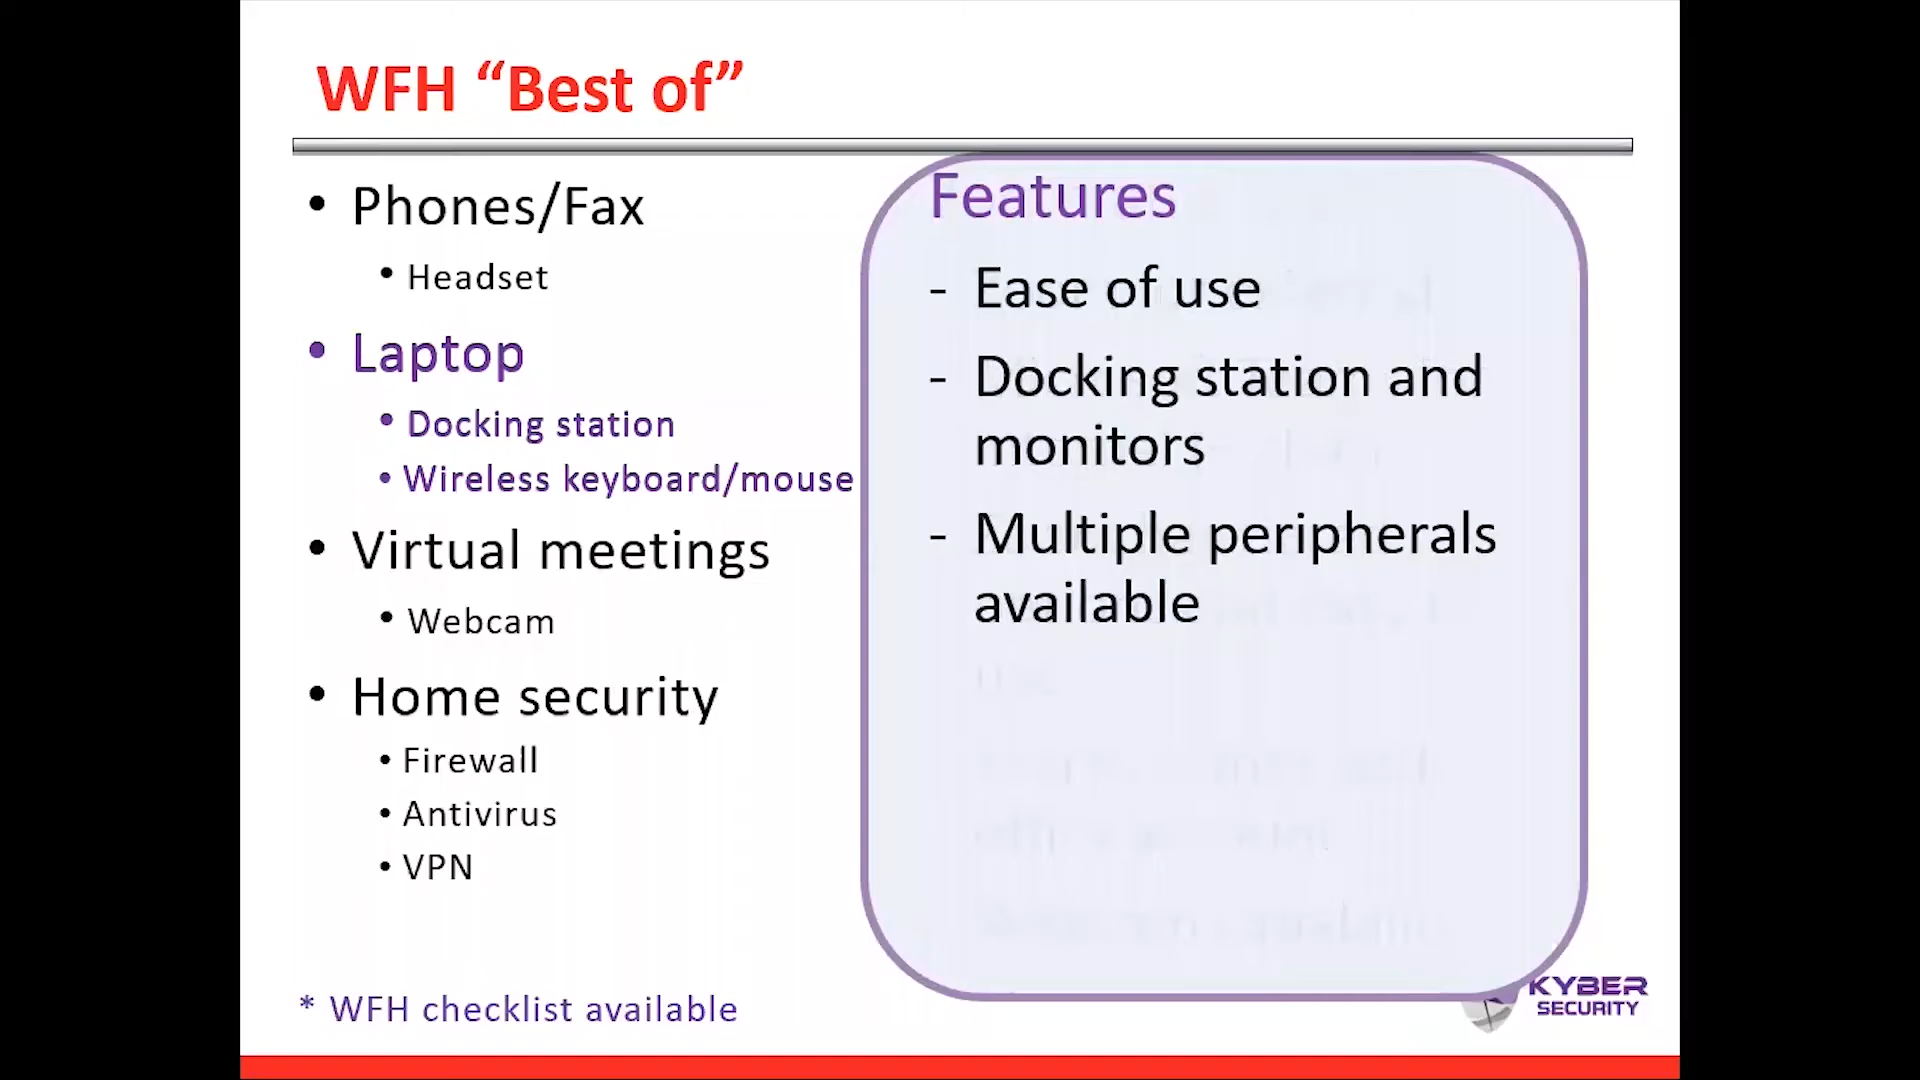 WFH “Best of”
• Phones/Fax
• Headset
• Laptop
• Docking station
• Wireless keyboard/mouse
• Virtual meetings
• Webcam
• Home security
• Firewall
• Antivirus
• VPN
* WFH checklist available
Features
- Ease of use
- Docking station and
monitors
- Multiple peripherals
available
KYBER
SECURITY